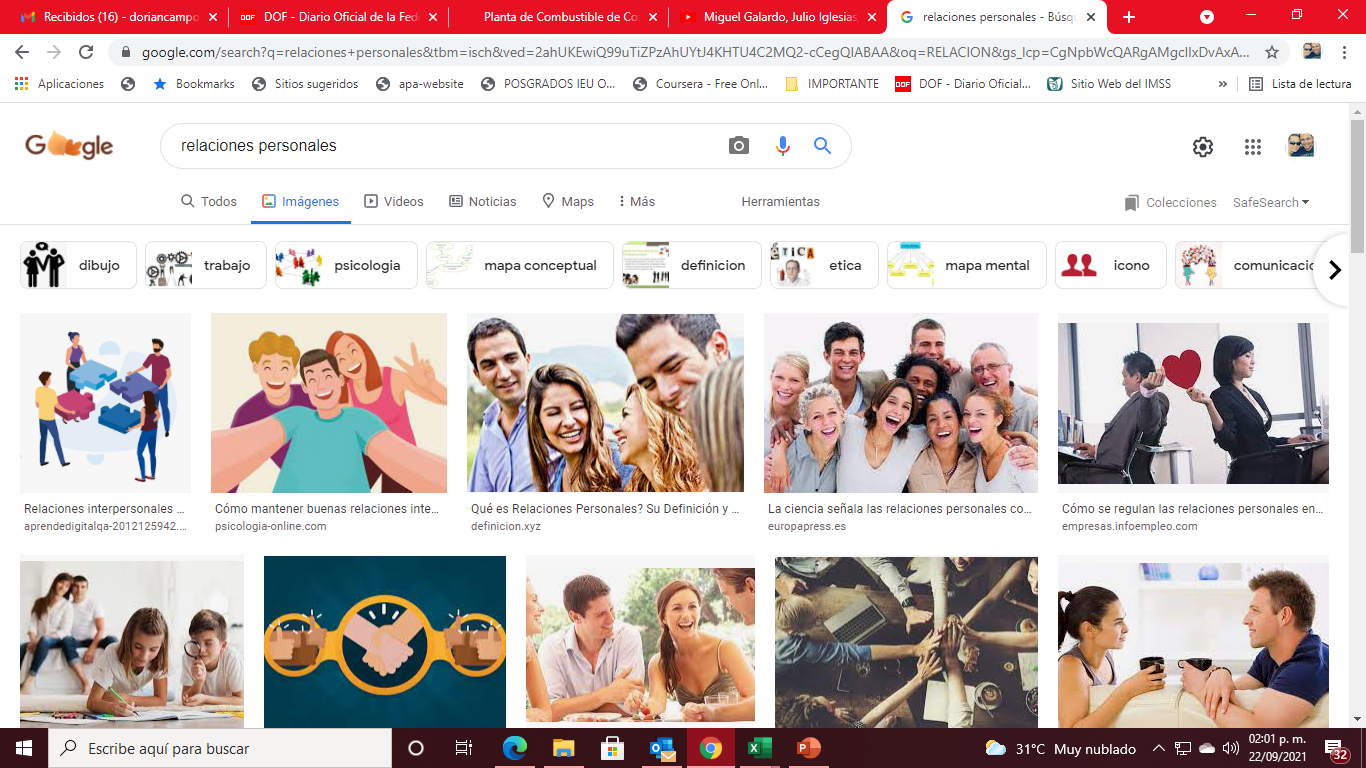 Recibidos (16) - doriancampo
DOF - Diario Oficial de la Fed
Planta de Combustible de Co
Miguel Galardo, Julio Iglesias
relaciones personales - Búsqu
google.com/search?q=relaciones+personales&tbm=isch&ved=2ahUKEwiQ99uTiZPzAhUYtJ4KHTU4C2MQ2-cCegQIABAA&oq=RELACION&gs_lcp=CgNpbWcQARgAMgcIIxDvAxA...
Aplicaciones
Bookmarks
Sitios sugeridos
apa-website
POSGRADOS IEU O...
Coursera - Free Onl...
IMPORTANTE
DOF - Diario Oficial...
Sitio Web del IMSS
»
Lista de lectura
Google
relaciones personales
Todos
Imágenes
Videos
Noticias
Maps
Más
Herramientas
Colecciones
SafeSearch
dibujo
trabajo
psicologia
mapa conceptual
definicion
ETICA
etica
mapa mental
icono
comunicacio
Relaciones interpersonales ...
aprendedigitalqa-2012125942....
Cómo mantener buenas relaciones inte...
psicologia-online.com
Qué es Relaciones Personales? Su Definición y ...
definicion.xyz
La ciencia señala las relaciones personales co...
europapress.es
Cómo se regulan las relaciones personales en...
empresas.infoempleo.com
Escribe aquí para buscar
31°C Muy nublado
02:01 p. m.
22/09/2021
32